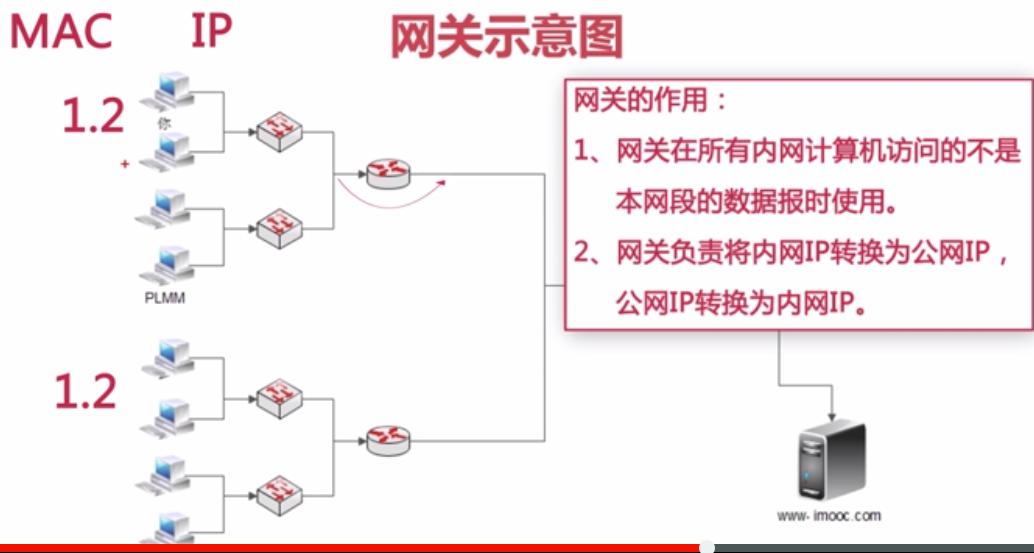 MAC IP 网关示意图
网关的作用：
1、网关在所有内网计算机访问的不是
本网段的数据报时使用。
2、网关负责将内网IP转换为公网IP，
公网IP转换为内网IP。
1.2
你
+
PLMM
1.2
www. imooc.com